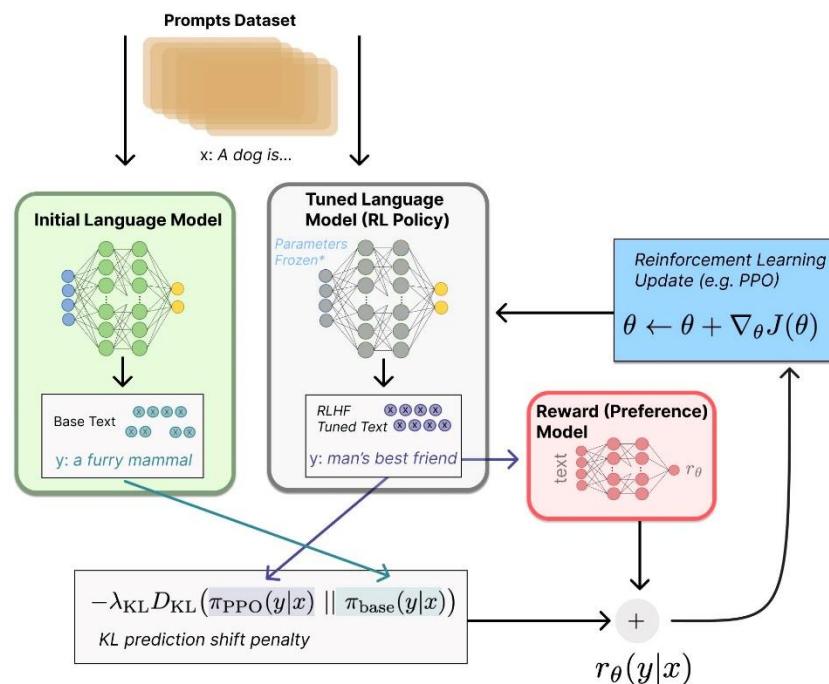 Prompts Dataset
x: A dog is...
Initial Language Model
Tuned Language
Model (RL Policy)
Parameters
Frozen*
Reinforcement Learning
Update (e.g. PPO)
θ ← θ + ∇θJ(θ)
Base Text
x x x x
x x x x
y: a furry mammal
RLHF
Tuned Text
x x x x
x x x x
y: man's best friend
Reward (Preference)
Model
text
rθ
−λKL DKL(πPPO(y|x) || πbase(y|x))
KL prediction shift penalty
+
rθ(y|x)